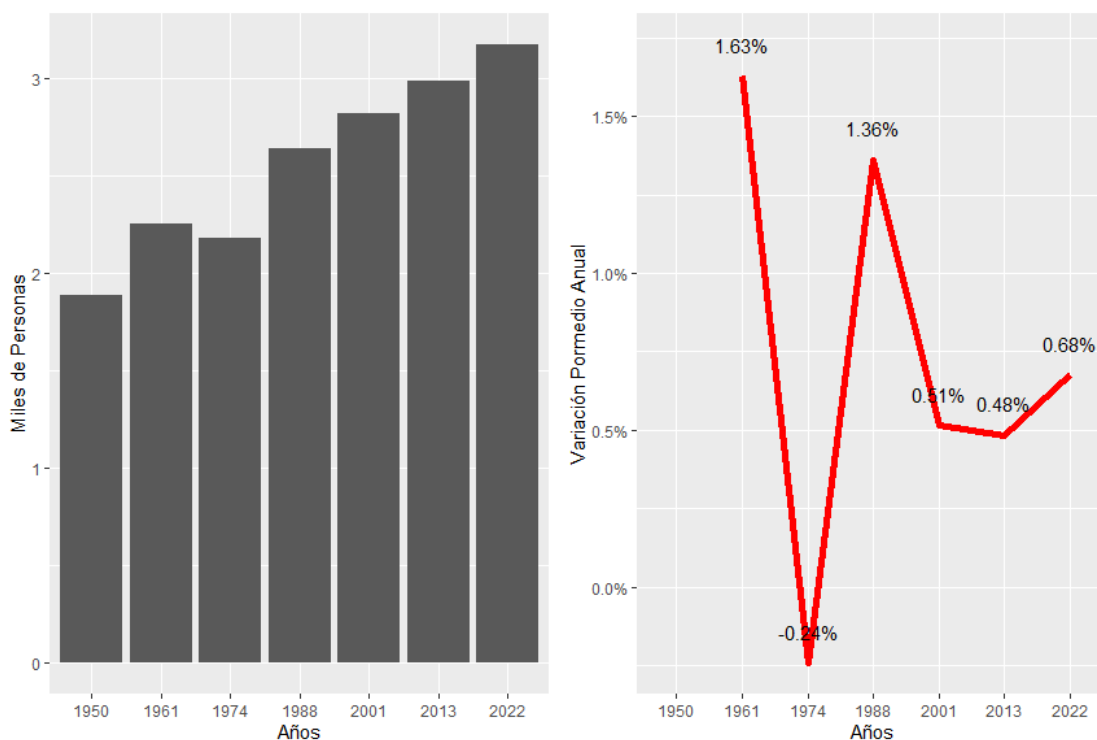 Miles de Personas
3
2
1
0
1950 1961 1974 1988 2001 2013 2022
Años
Variación Pormedio Anual
1.5%
1.0%
0.5%
0.0%
1.63%
-0.24%
1.36%
0.51%
0.48%
0.68%
1950 1961 1974 1988 2001 2013 2022
Años